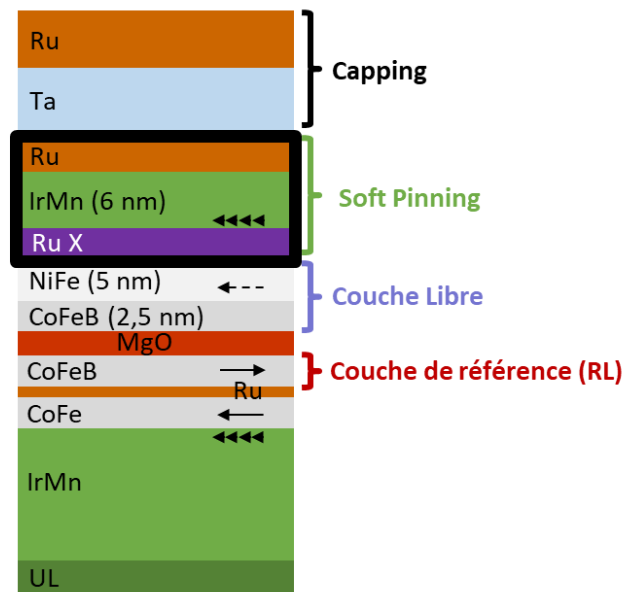 Ru
Ta
Capping
Ru
IrMn (6 nm)
Ru X
Soft Pinning
NiFe (5 nm)
CoFeB (2,5 nm)
Couche Libre
MgO
CoFeB
Ru
CoFe
Couche de référence (RL)
IrMn
UL